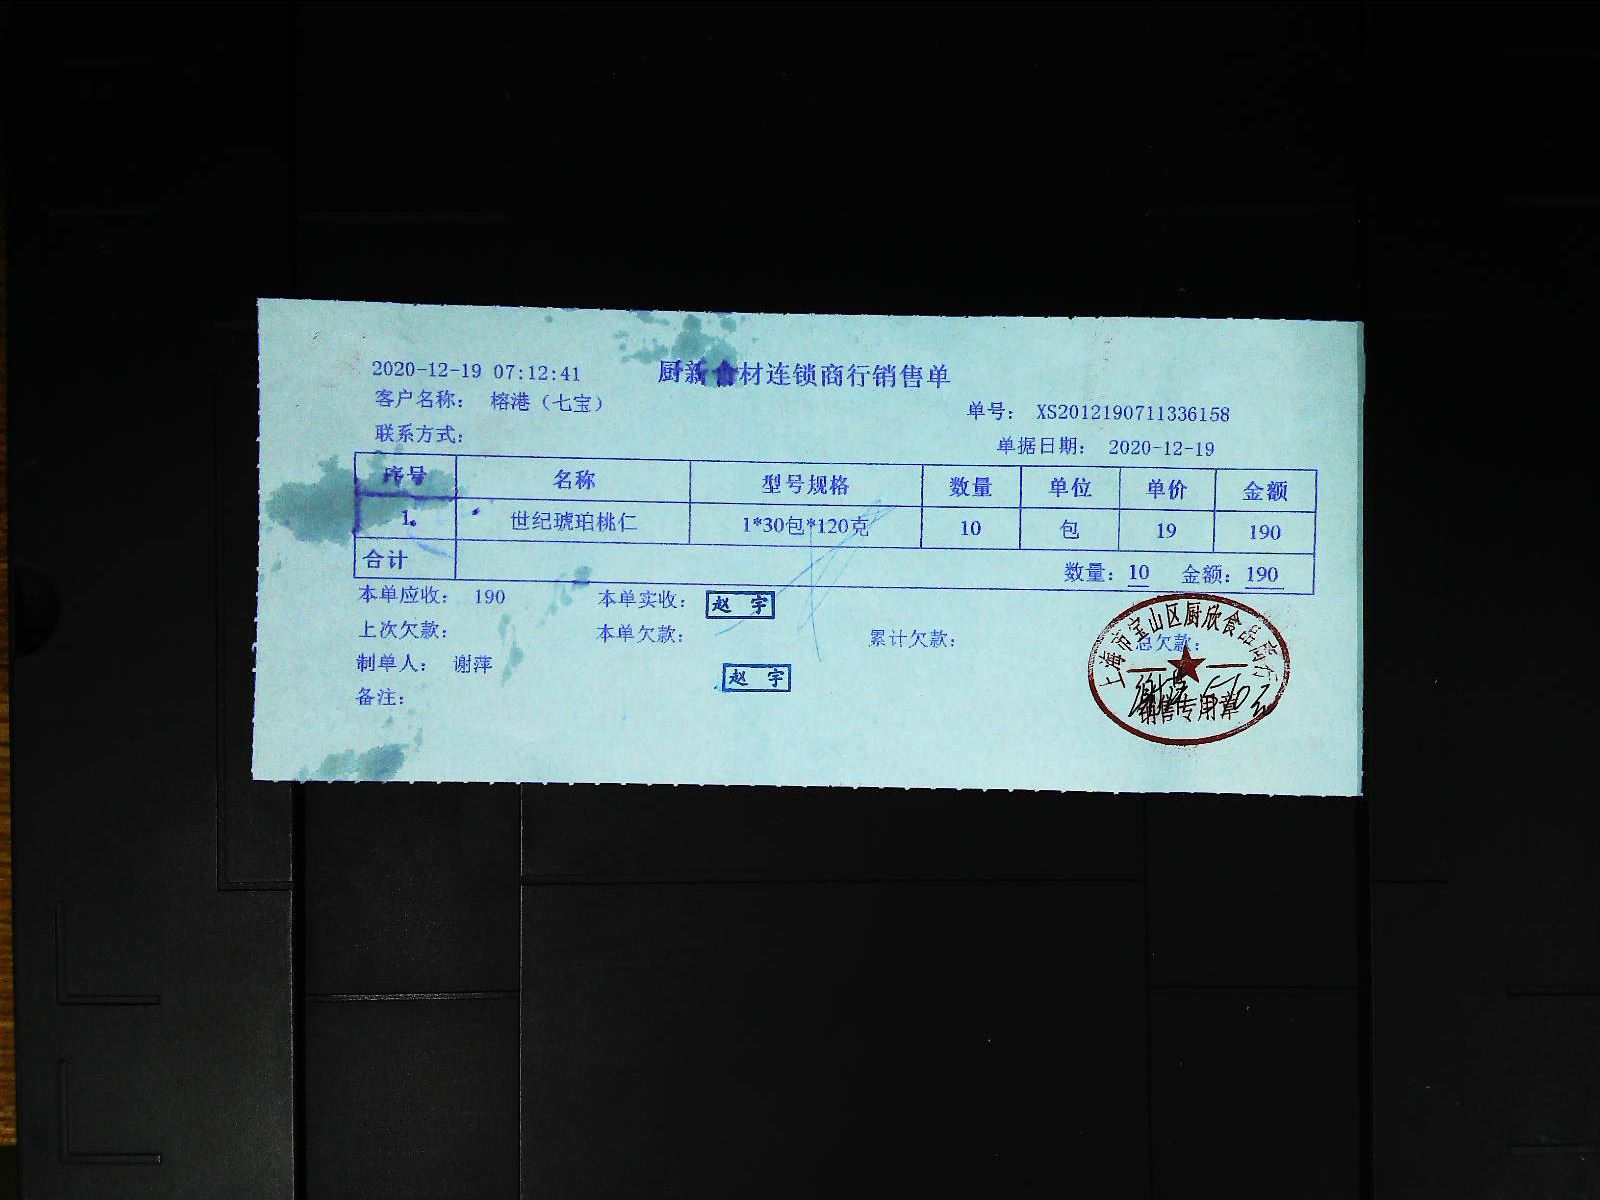 2020-12-19 07:12:41
厨新食材连锁商行销售单
客户名称： 榕港（七宝）
单号： XS2012190711336158
联系方式：
单据日期： 2020-12-19
序号 名称 型号规格 数量 单位 单价 金额
1 世纪琥珀桃仁 1*30包*120克 10 包 19 190
合计 数量：10 金额：190
本单应收： 190 本单实收：
赵 宇
上次欠款： 本单欠款： 累计欠款： 总欠款：
制单人： 谢萍
赵 宇
备注：
上海市宝山区厨欣食品商行
销售专用章